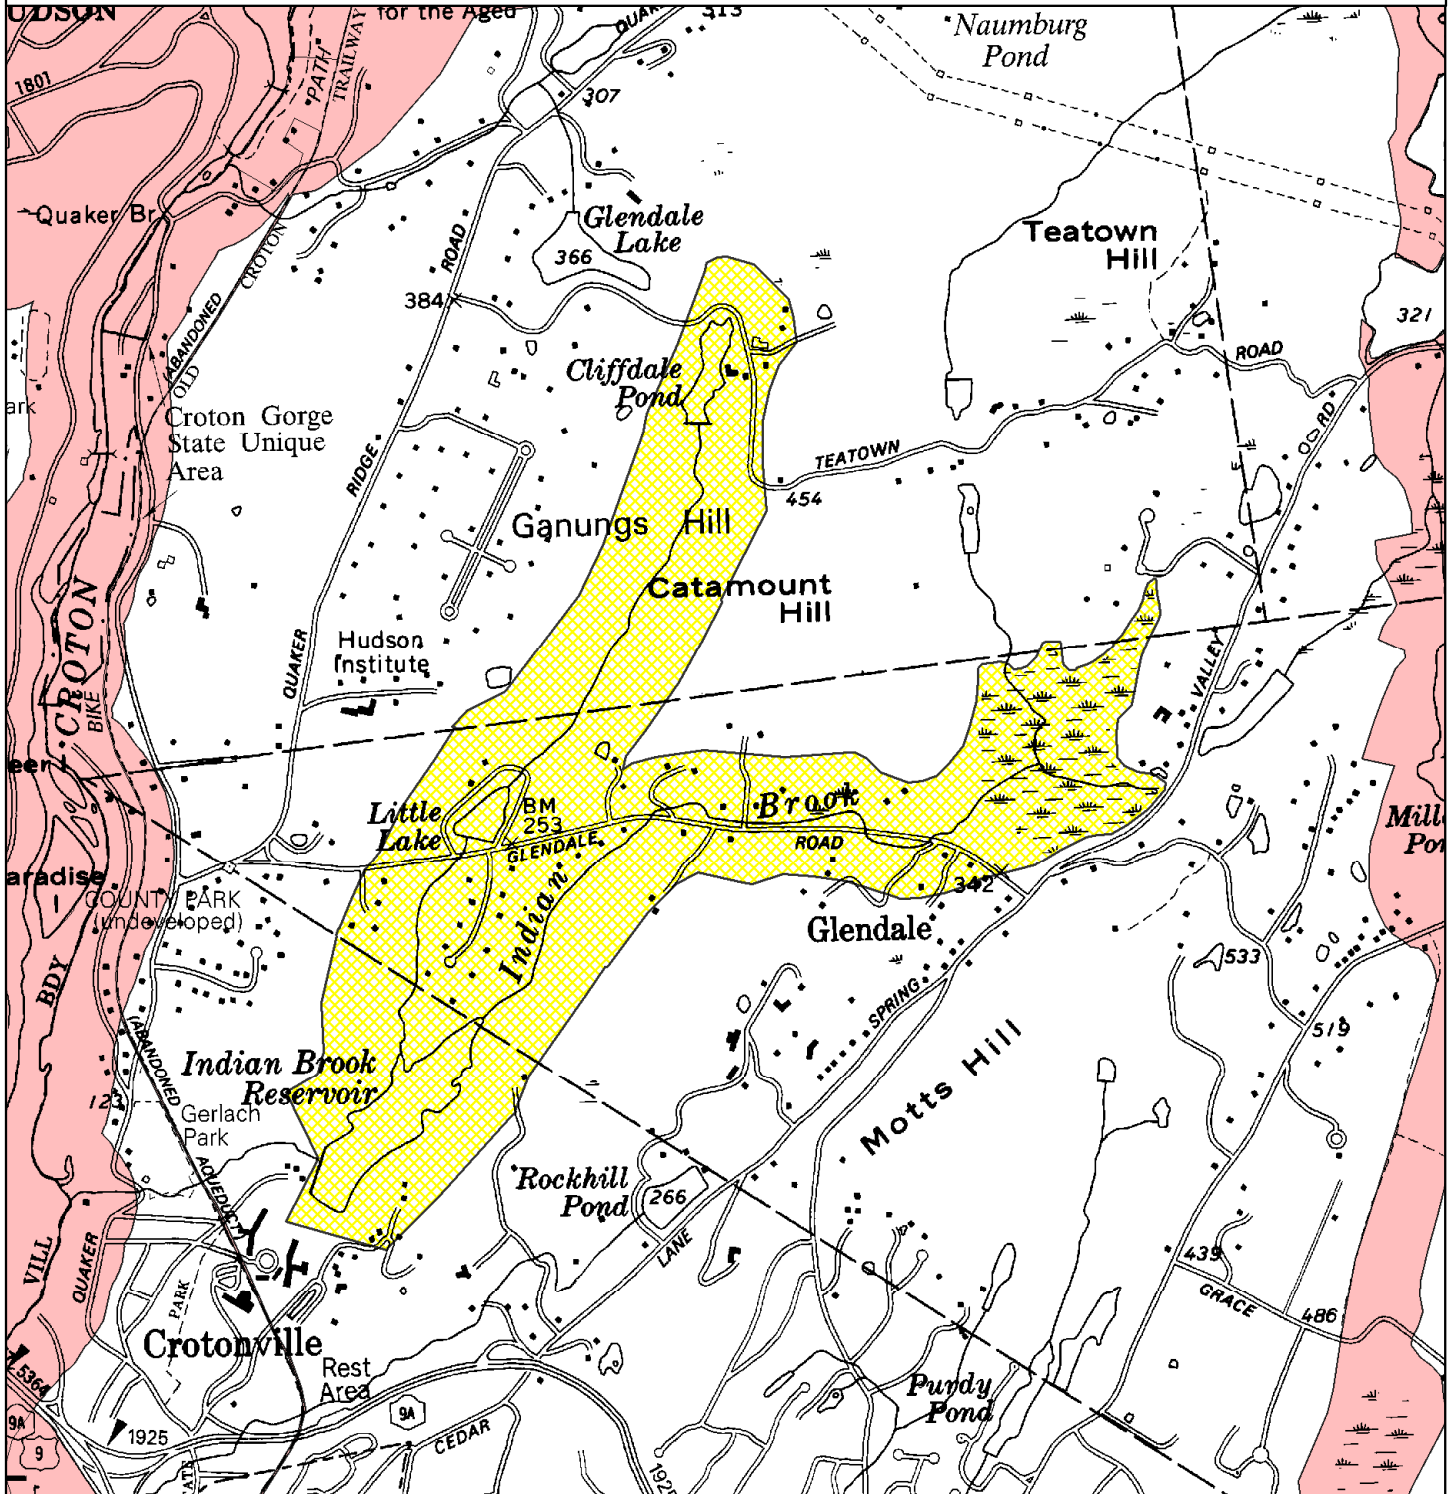 UDSON
for the Aged
QUAK
313
Naumburg
Pond
1801
PATH
TRAILWAY
307
Quaker Br
CROTON
ROAD
Glendale
Lake
366
Teatown
Hill
384
321
ABANDONED
OLD
ROAD
ark
Cliffdale
Pond
Croton Gorge
State Unique
Area
RD
RIDGE
TEATOWN
454
Ganungs Hill
Catamount
Hill
CROTON
BIKE
Hudson
Institute
QUAKER
VALLEY
eer
Little
Lake
BM
253
GLENDALE
Brook
ROAD
Mill
Por
aradise
COUNTY PARK
(undeveloped)
342
Indian
Glendale
533
BDY
SPRING
519
(ABANDONED
Indian Brook
Reservoir
Motts Hill
123
Gerlach
Park
AQUEDUCT
Rockhill
Pond
266
VILL
QUAKER
LANE
439
PARK
GRACE
486
Crotonville
Rest
Area
5364
Purdy
Pond
9A
9A
1925
CEDAR
9
ATE
192